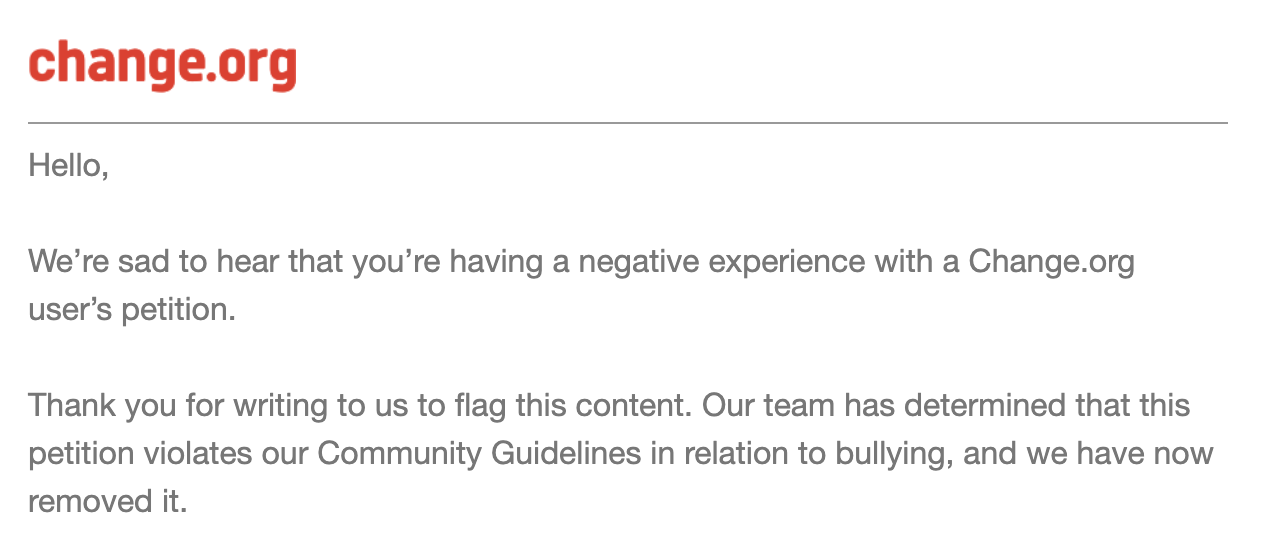 change.org
Hello,
We’re sad to hear that you’re having a negative experience with a Change.org
user’s petition.
Thank you for writing to us to flag this content. Our team has determined that this
petition violates our Community Guidelines in relation to bullying, and we have now
removed it.